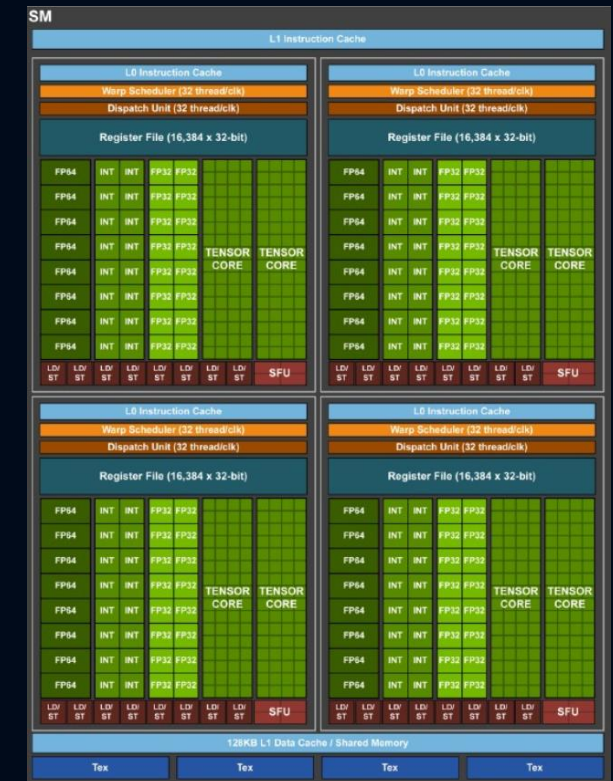 SM
L1 Instruction Cache
L0 Instruction Cache
Warp Scheduler (32 thread/clk)
Dispatch Unit (32 thread/clk)
Register File (16,384 x 32-bit)
FP64 INT INT FP32 FP32
FP64 INT INT FP32 FP32
FP64 INT INT FP32 FP32
FP64 INT INT FP32 FP32
TENSOR TENSOR
CORE CORE
FP64 INT INT FP32 FP32
FP64 INT INT FP32 FP32
FP64 INT INT FP32 FP32
FP64 INT INT FP32 FP32
LD/ LD/ LD/ LD/ LD/ LD/ LD/ LD/
ST ST ST ST ST ST ST ST
SFU
L0 Instruction Cache
Warp Scheduler (32 thread/clk)
Dispatch Unit (32 thread/clk)
Register File (16,384 x 32-bit)
FP64 INT INT FP32 FP32
FP64 INT INT FP32 FP32
FP64 INT INT FP32 FP32
FP64 INT INT FP32 FP32
TENSOR TENSOR
CORE CORE
FP64 INT INT FP32 FP32
FP64 INT INT FP32 FP32
FP64 INT INT FP32 FP32
FP64 INT INT FP32 FP32
LD/ LD/ LD/ LD/ LD/ LD/ LD/ LD/
ST ST ST ST ST ST ST ST
SFU
L0 Instruction Cache
Warp Scheduler (32 thread/clk)
Dispatch Unit (32 thread/clk)
Register File (16,384 x 32-bit)
FP64 INT INT FP32 FP32
FP64 INT INT FP32 FP32
FP64 INT INT FP32 FP32
FP64 INT INT FP32 FP32
TENSOR TENSOR
CORE CORE
FP64 INT INT FP32 FP32
FP64 INT INT FP32 FP32
FP64 INT INT FP32 FP32
FP64 INT INT FP32 FP32
LD/ LD/ LD/ LD/ LD/ LD/ LD/ LD/
ST ST ST ST ST ST ST ST
SFU
L0 Instruction Cache
Warp Scheduler (32 thread/clk)
Dispatch Unit (32 thread/clk)
Register File (16,384 x 32-bit)
FP64 INT INT FP32 FP32
FP64 INT INT FP32 FP32
FP64 INT INT FP32 FP32
FP64 INT INT FP32 FP32
TENSOR TENSOR
CORE CORE
FP64 INT INT FP32 FP32
FP64 INT INT FP32 FP32
FP64 INT INT FP32 FP32
FP64 INT INT FP32 FP32
LD/ LD/ LD/ LD/ LD/ LD/ LD/ LD/
ST ST ST ST ST ST ST ST
SFU
128KB L1 Data Cache / Shared Memory
Tex Tex Tex Tex